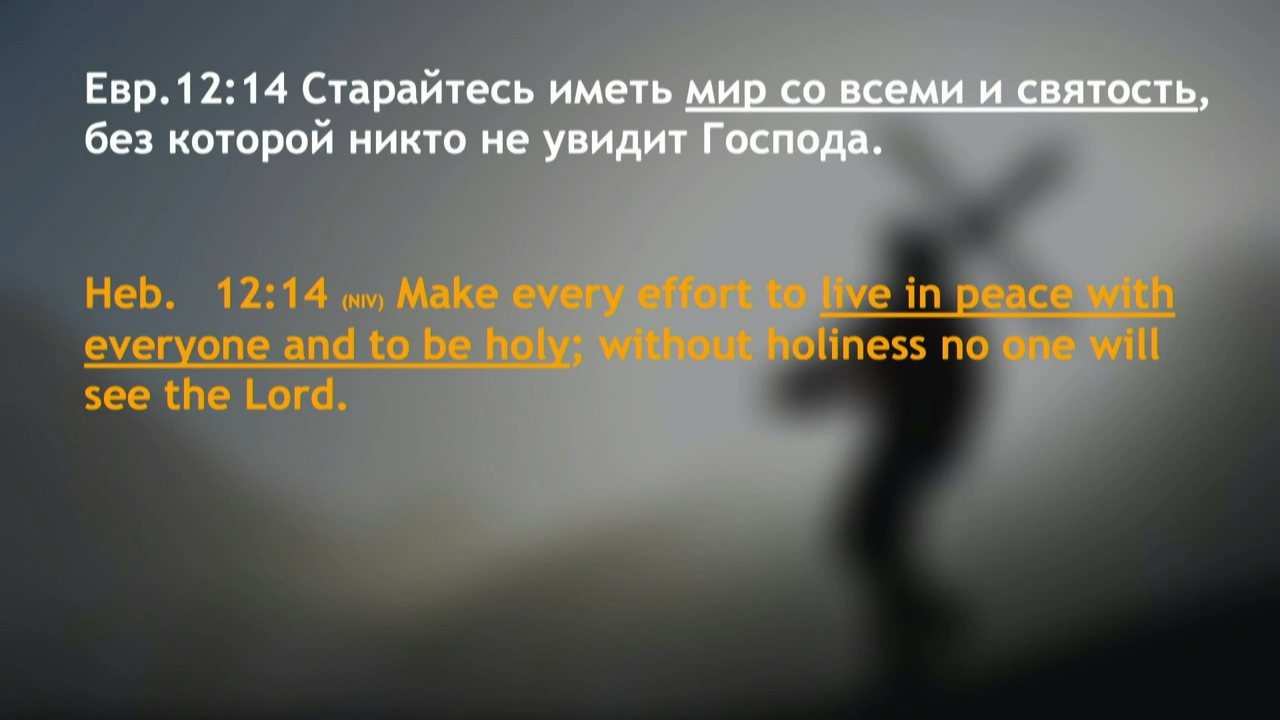 Евр.12:14 Старайтесь иметь мир со всеми и святость,
без которой никто не увидит Господа.
Heb. 12:14 (NIV) Make every effort to live in peace with
everyone and to be holy; without holiness no one will
see the Lord.